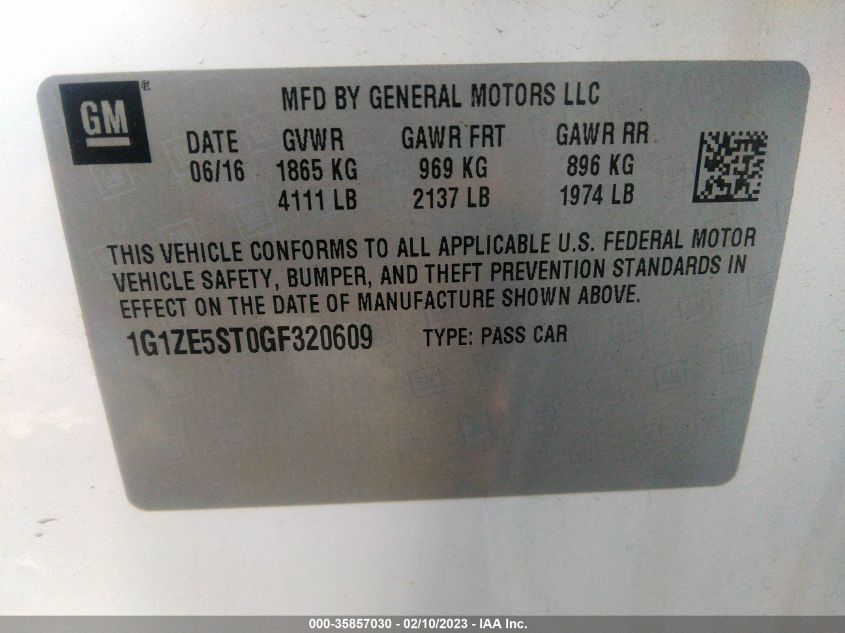 GM ®
MFD BY GENERAL MOTORS LLC
DATE GVWR GAWR FRT GAWR RR
06/16 1865 KG 969 KG 896 KG
4111 LB 2137 LB 1974 LB
THIS VEHICLE CONFORMS TO ALL APPLICABLE U.S. FEDERAL MOTOR
VEHICLE SAFETY, BUMPER, AND THEFT PREVENTION STANDARDS IN
EFFECT ON THE DATE OF MANUFACTURE SHOWN ABOVE.
1G1ZE5ST0GF320609 TYPE: PASS CAR
000-35857030 - 02/10/2023 - IAA Inc.